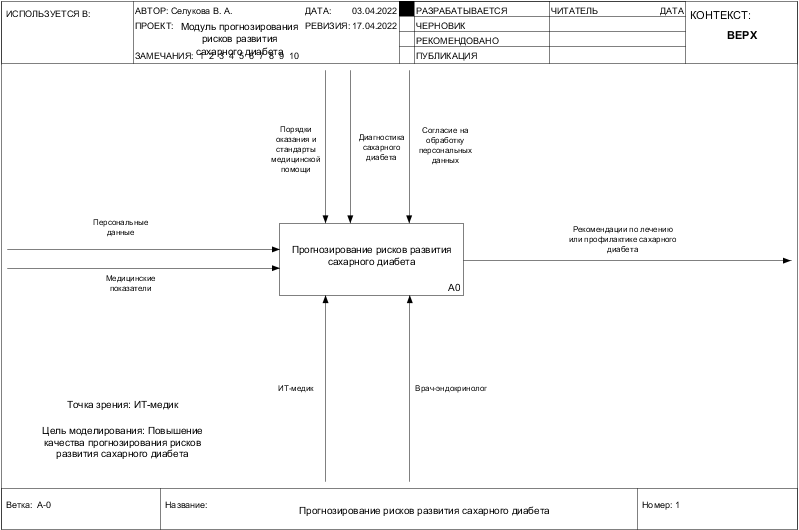 ИСПОЛЬЗУЕТСЯ В:
АВТОР: Селукова В. А.
ДАТА: 03.04.2022
ПРОЕКТ: Модуль прогнозирования
рисков развития
сахарного диабета
РЕВИЗИЯ: 17.04.2022
ЗАМЕЧАНИЯ: 1 2 3 4 5 6 7 8 9 10
РАЗРАБАТЫВАЕТСЯ
ЧЕРНОВИК
РЕКОМЕНДОВАНО
ПУБЛИКАЦИЯ
ЧИТАТЕЛЬ
ДАТА
КОНТЕКСТ:
ВЕРХ
Порядки
оказания и
стандарты
медицинской
помощи
Диагностика
сахарного
диабета
Согласие на
обработку
персональных
данных
Персональные
данные
Медицинские
показатели
Прогнозирование рисков развития
сахарного диабета
A0
Рекомендации по лечению
или профилактике сахарного
диабета
ИТ-медик
Врач-эндокринолог
Точка зрения: ИТ-медик
Цель моделирования: Повышение
качества прогнозирования рисков
развития сахарного диабета
Ветка: A-0
Название:
Прогнозирование рисков развития сахарного диабета
Номер: 1